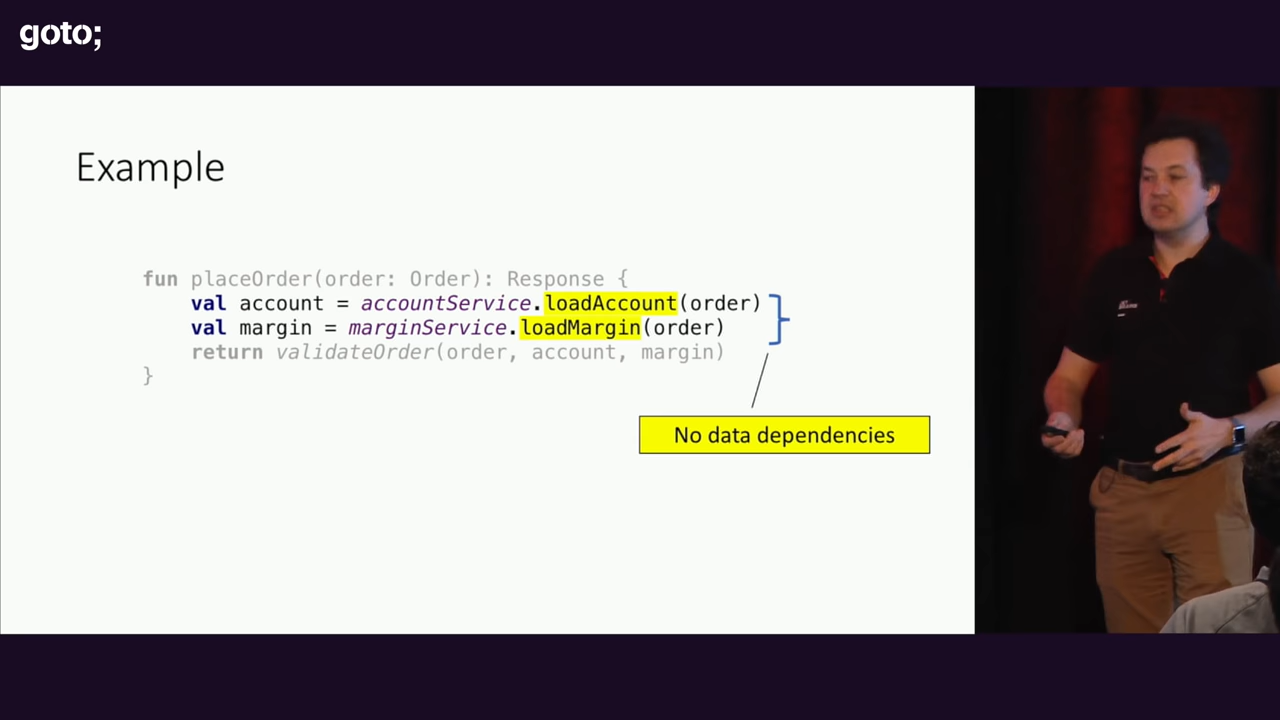 goto;
Example
fun placeOrder(order: Order): Response {
    val account = accountService.loadAccount(order)
    val margin = marginService.loadMargin(order)
    return validateOrder(order, account, margin)
}
No data dependencies